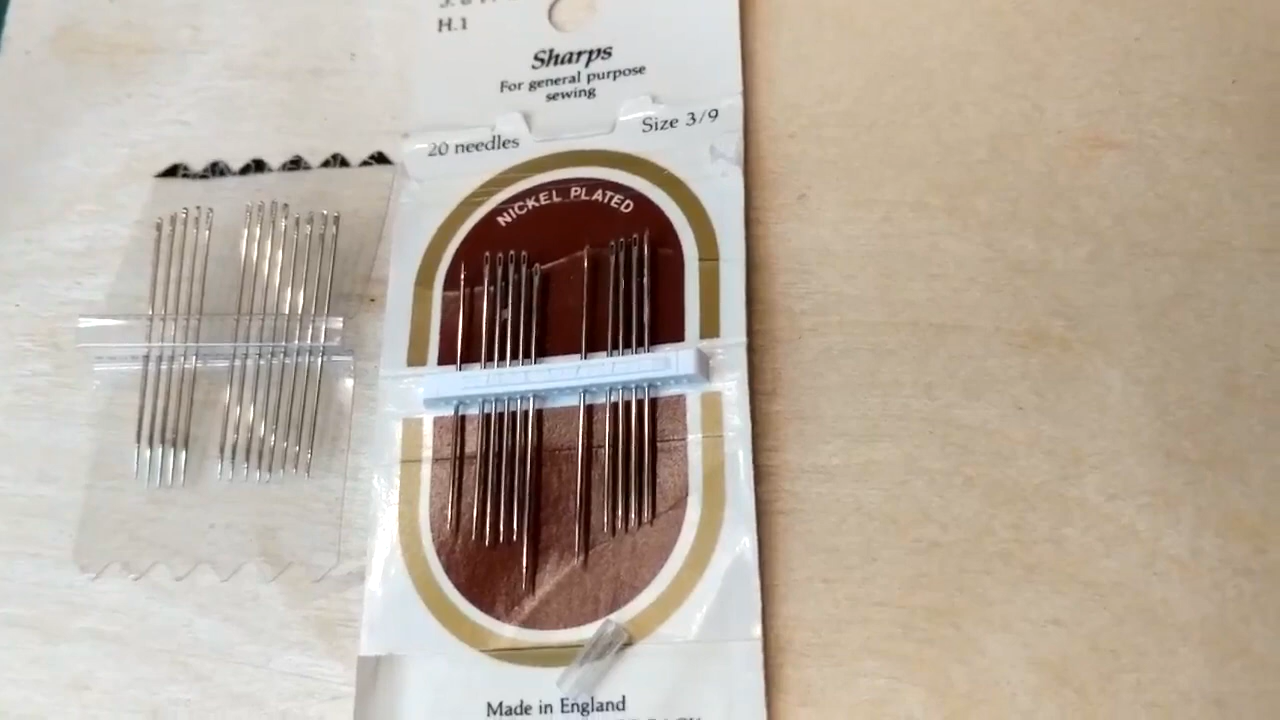 H.1
Sharps
For general purpose
sewing
20 needles
Size 3/9
NICKEL PLATED
Made in England